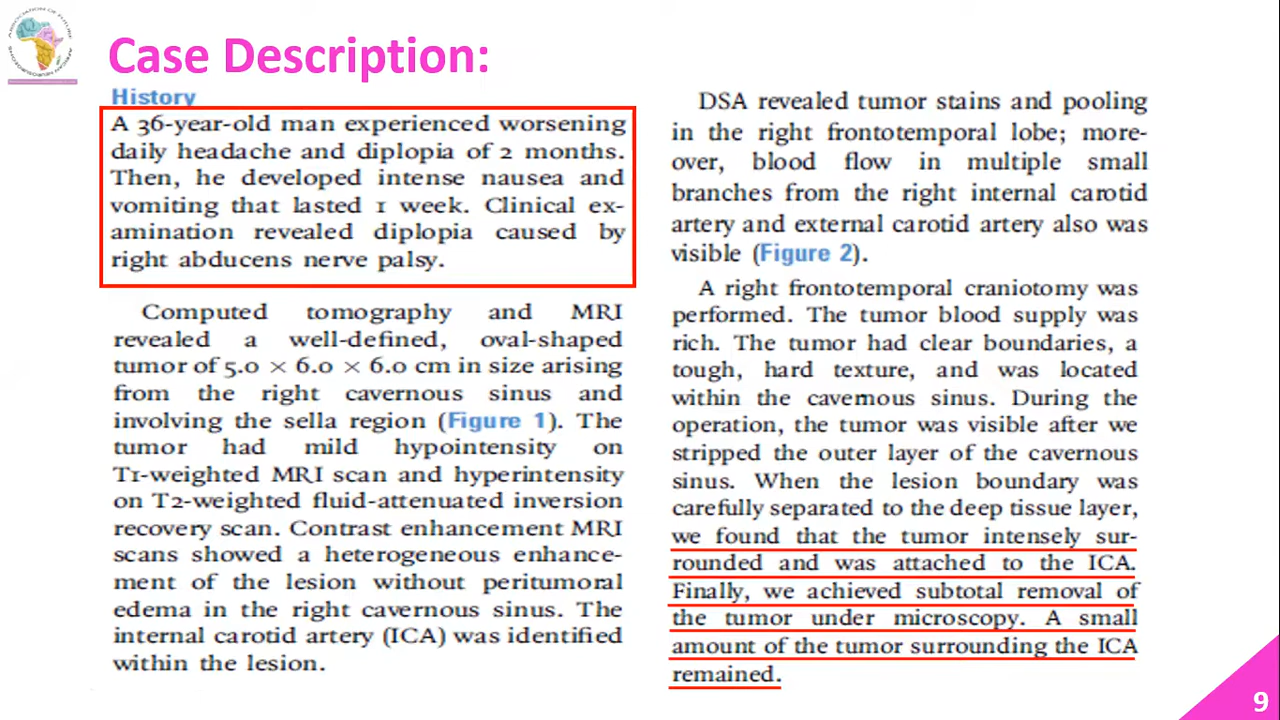 Case Description:
History
A 36-year-old man experienced worsening
daily headache and diplopia of 2 months.
Then, he developed intense nausea and
vomiting that lasted 1 week. Clinical ex-
amination revealed diplopia caused by
right abducens nerve palsy.
Computed tomography and MRI
revealed a well-defined, oval-shaped
tumor of 5.0 × 6.0 × 6.0 cm in size arising
from the right cavernous sinus and
involving the sella region (Figure 1). The
tumor had mild hypointensity on
T1-weighted MRI scan and hyperintensity
on T2-weighted fluid-attenuated inversion
recovery scan. Contrast enhancement MRI
scans showed a heterogeneous enhance-
ment of the lesion without peritumoral
edema in the right cavernous sinus. The
internal carotid artery (ICA) was identified
within the lesion.
DSA revealed tumor stains and pooling
in the right frontotemporal lobe; more-
over, blood flow in multiple small
branches from the right internal carotid
artery and external carotid artery also was
visible (Figure 2).
A right frontotemporal craniotomy was
performed. The tumor blood supply was
rich. The tumor had clear boundaries, a
tough, hard texture, and was located
within the cavernous sinus. During the
operation, the tumor was visible after we
stripped the outer layer of the cavernous
sinus. When the lesion boundary was
carefully separated to the deep tissue layer,
we found that the tumor intensely sur-
rounded and was attached to the ICA.
Finally, we achieved subtotal removal of
the tumor under microscopy. A small
amount of the tumor surrounding the ICA
remained.
9